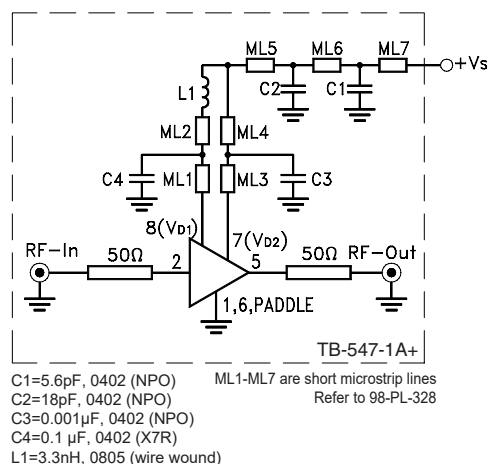 ML5 ML6 ML7
+Vs
L1
C2 C1
ML2 ML4
C4 ML1 ML3 C3
8(VD1)
7(VD2)
RF-In 50Ω 2 5 50Ω RF-Out
1,6,PADDLE
TB-547-1A+
C1=5.6pF, 0402 (NPO)
C2=18pF, 0402 (NPO)
C3=0.001µF, 0402 (NPO)
C4=0.1 µF, 0402 (X7R)
L1=3.3nH, 0805 (wire wound)
ML1-ML7 are short microstrip lines
Refer to 98-PL-328